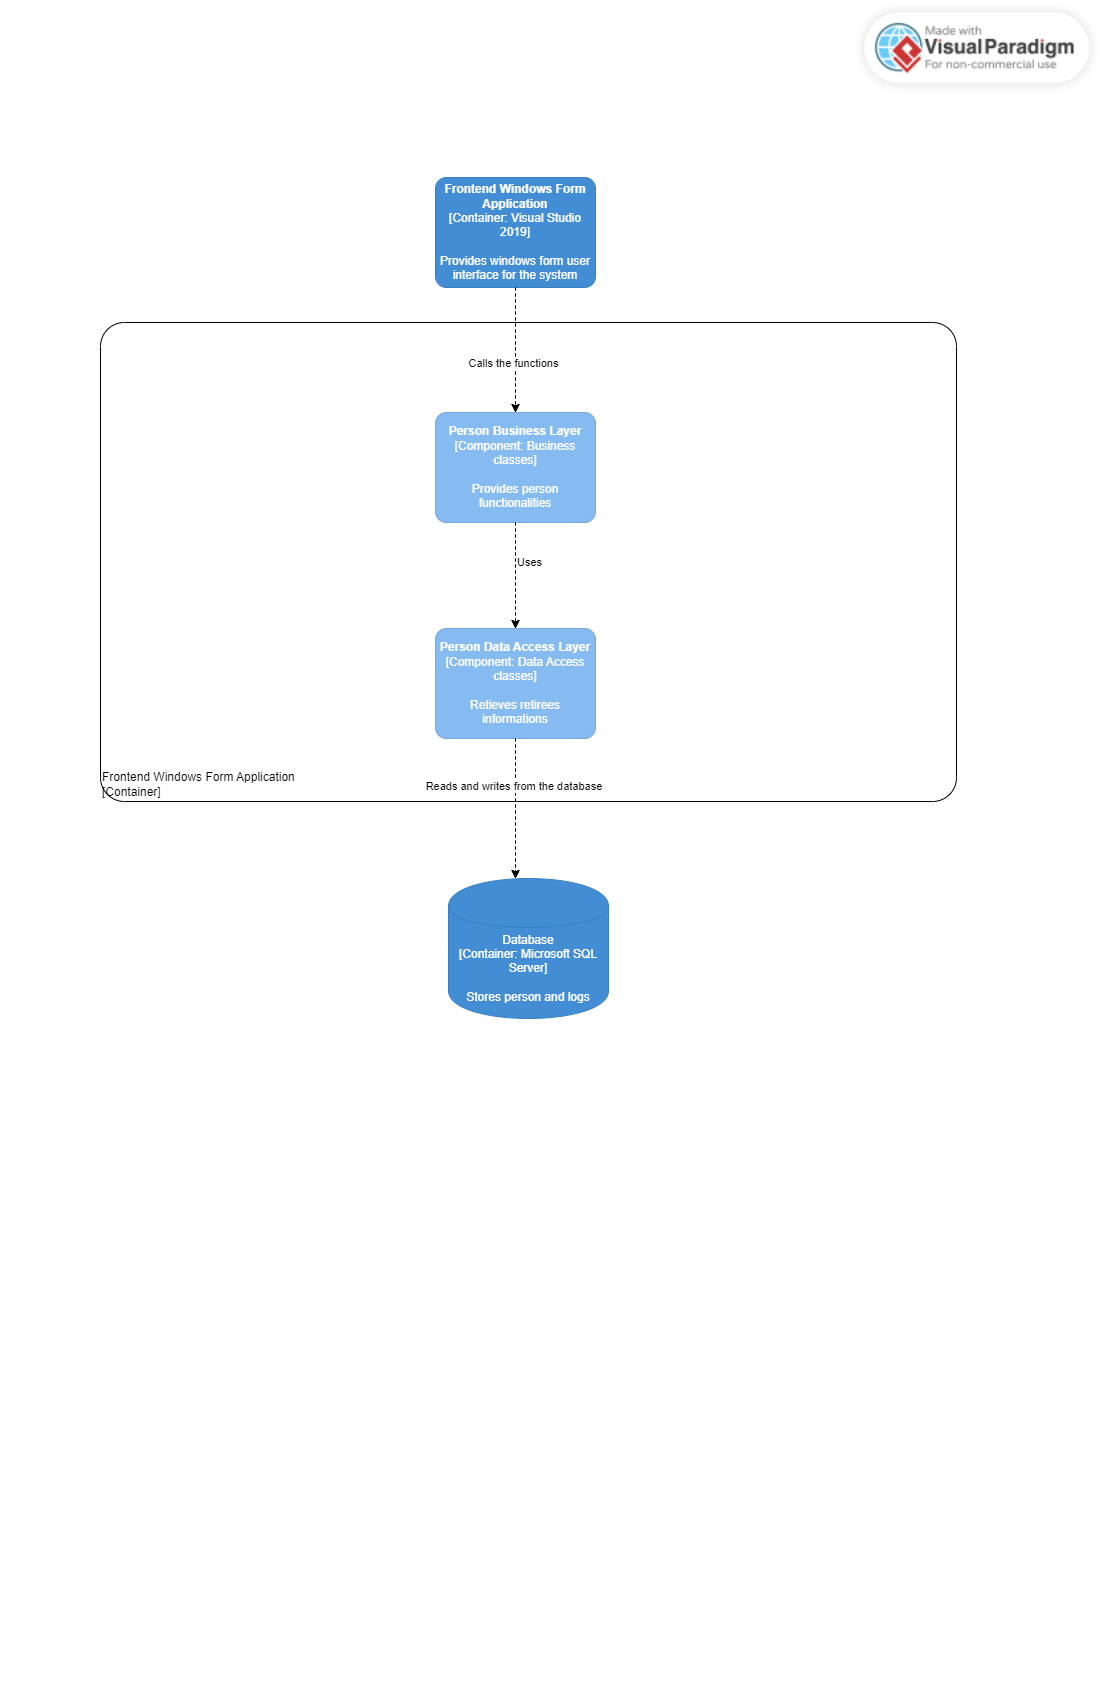 Made with
Visual Paradigm
For non-commercial use
Frontend Windows Form
Application
[Container: Visual Studio
2019]
Provides windows form user
interface for the system
Calls the functions
Person Business Layer
[Component: Business
classes]
Provides person
functionalities
Uses
Person Data Access Layer
[Component: Data Access
classes]
Retieves retirees
informations
Frontend Windows Form Application
[Container]
Reads and writes from the database
Database
[Container: Microsoft SQL
Server]
Stores person and logs